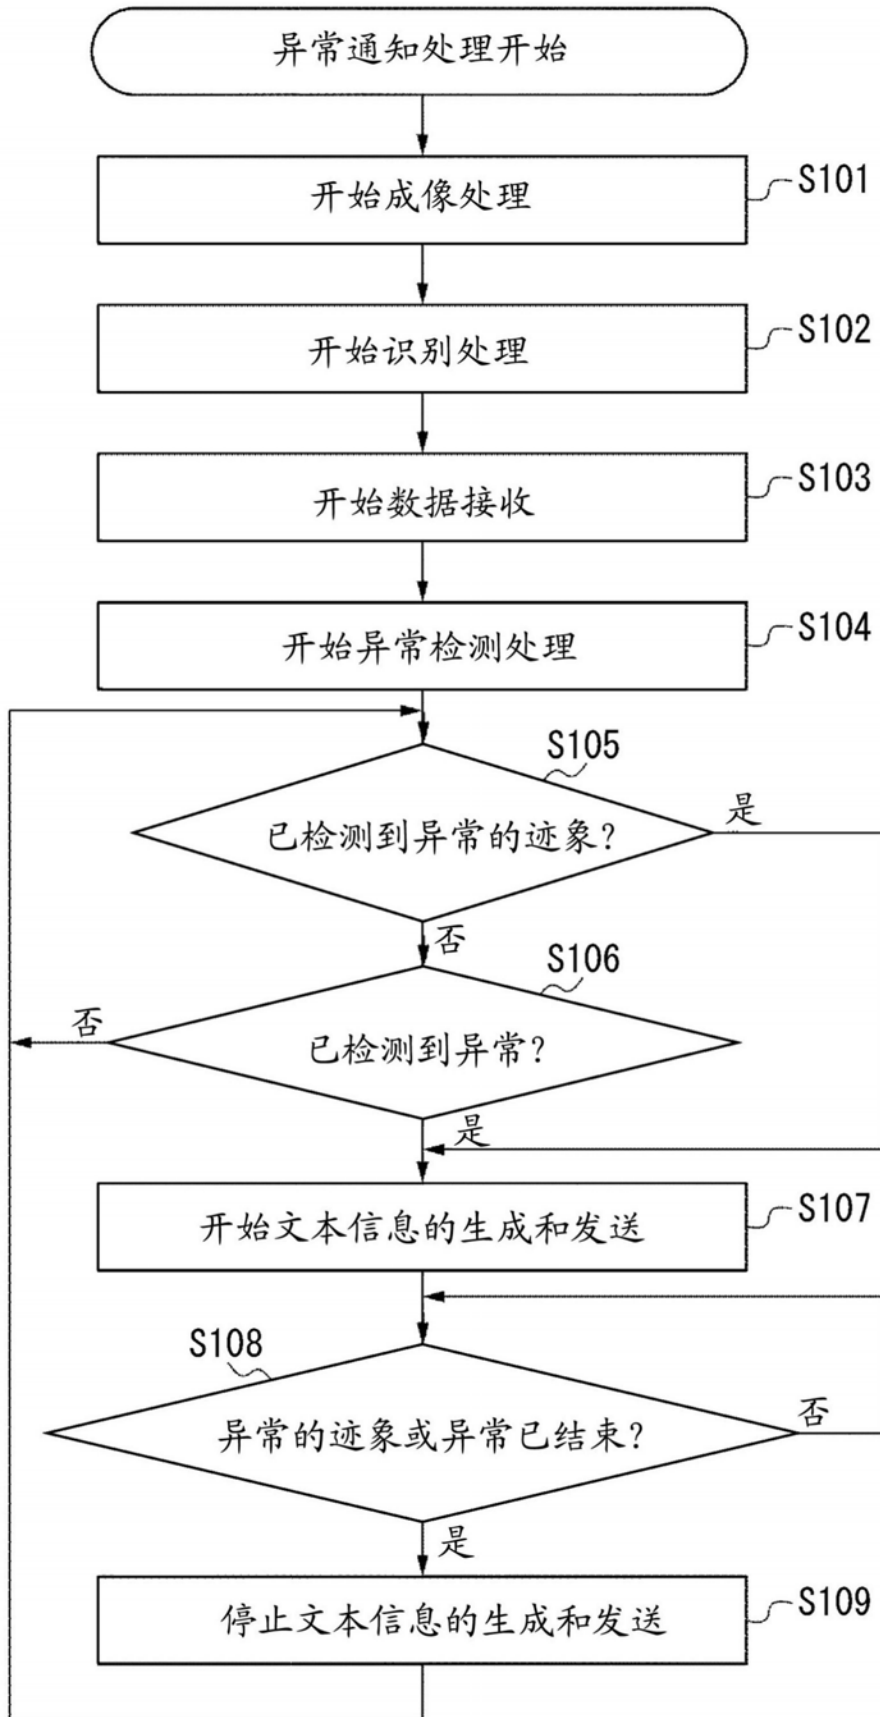 异常通知处理开始
开始成像处理
S101
开始识别处理
S102
开始数据接收
S103
开始异常检测处理
S104
S105
已检测到异常的迹象?
是
否
S106
否
已检测到异常?
是
开始文本信息的生成和发送
S107
S108
异常的迹象或异常已结束?
否
是
停止文本信息的生成和发送
S109